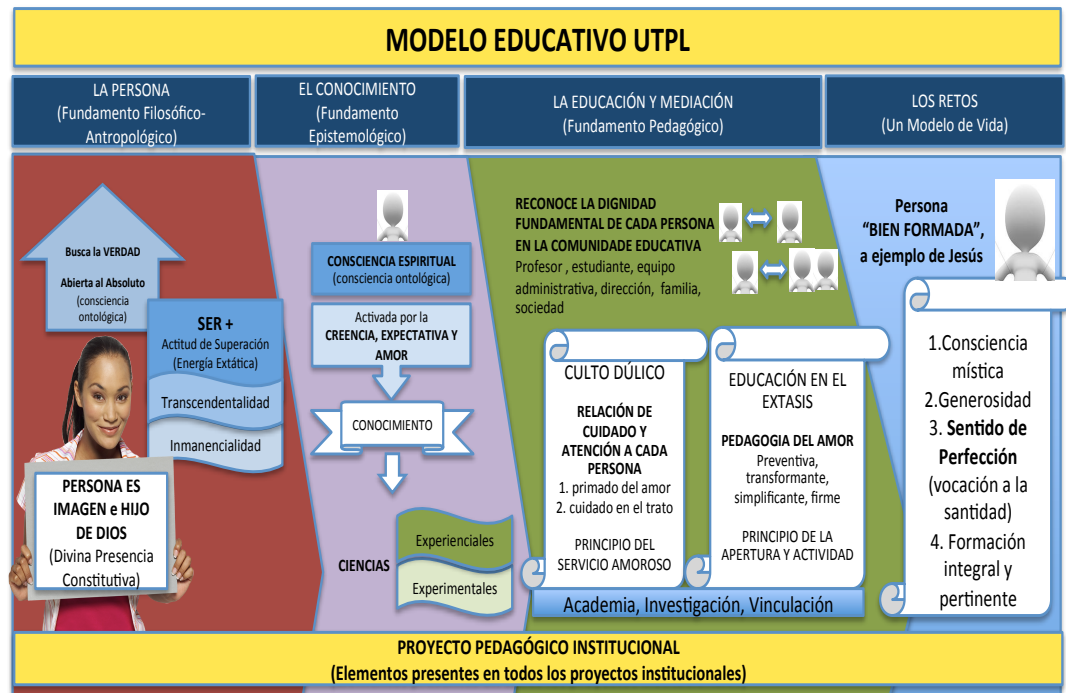 MODELO EDUCATIVO UTPL
LA PERSONA
(Fundamento Filosófico-
Antropológico)
EL CONOCIMIENTO
(Fundamento
Epistemológico)
LA EDUCACIÓN Y MEDIACIÓN
(Fundamento Pedagógico)
LOS RETOS
(Un Modelo de Vida)
Busca la VERDAD
Abierta al Absoluto
(consciencia
ontológica)
SER +
Actitud de Superación
(Energía Extática)
Transcendentalidad
Inmanencialidad
PERSONA ES
IMAGEN e HIJO
DE DIOS
(Divina Presencia
Constitutiva)
CONSCIENCIA ESPIRITUAL
(consciencia ontológica)
Activada por la
CREENCIA, EXPECTATIVA Y
AMOR
CONOCIMIENTO
CIENCIAS
Experienciales
Experimentales
RECONOCE LA DIGNIDAD
FUNDAMENTAL DE CADA PERSONA
EN LA COMUNIDADE EDUCATIVA
Profesor , estudiante, equipo
administrativa, dirección, familia,
sociedad
CULTO DÚLICO
RELACIÓN DE
CUIDADO Y
ATENCIÓN A CADA
PERSONA
1. primado del amor
2. cuidado en el trato
PRINCIPIO DEL
SERVICIO AMOROSO
EDUCACIÓN EN EL
EXTASIS
PEDAGOGIA DEL AMOR
Preventiva,
transformante,
simplificante, firme
PRINCIPIO DE LA
APERTURA Y ACTIVIDAD
Academia, Investigación, Vinculación
Persona
“BIEN FORMADA”,
a ejemplo de Jesús
1.Consciencia
mística
2.Generosidad
3. Sentido de
Perfección
(vocación a la
santidad)
4. Formación
integral y
pertinente
PROYECTO PEDAGÓGICO INSTITUCIONAL
(Elementos presentes en todos los proyectos institucionales)